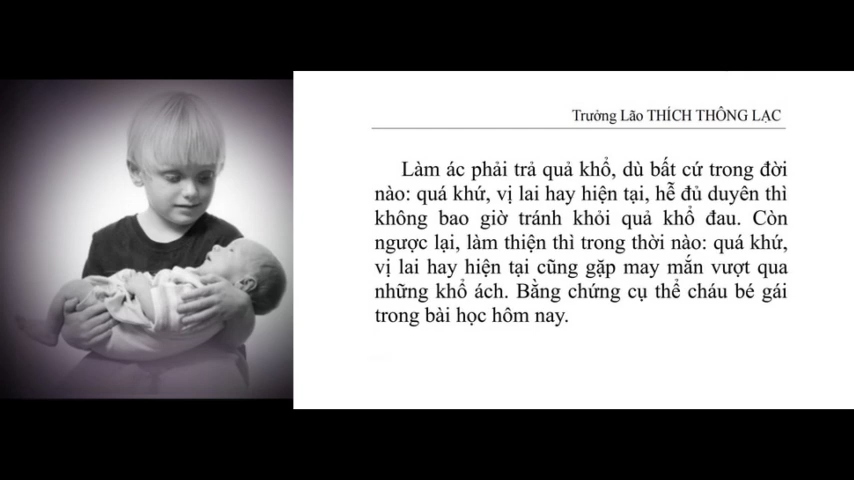 Trưởng Lão THÍCH THÔNG LẠC
Làm ác phải trả quả khổ, dù bất cứ trong đời
nào: quá khứ, vị lai hay hiện tại, hễ đủ duyên thì
không bao giờ tránh khỏi quả khổ đau. Còn
ngược lại, làm thiện thì trong thời nào: quá khứ,
vị lai hay hiện tại cũng gặp may mắn vượt qua
những khổ ách. Bằng chứng cụ thể cháu bé gái
trong bài học hôm nay.